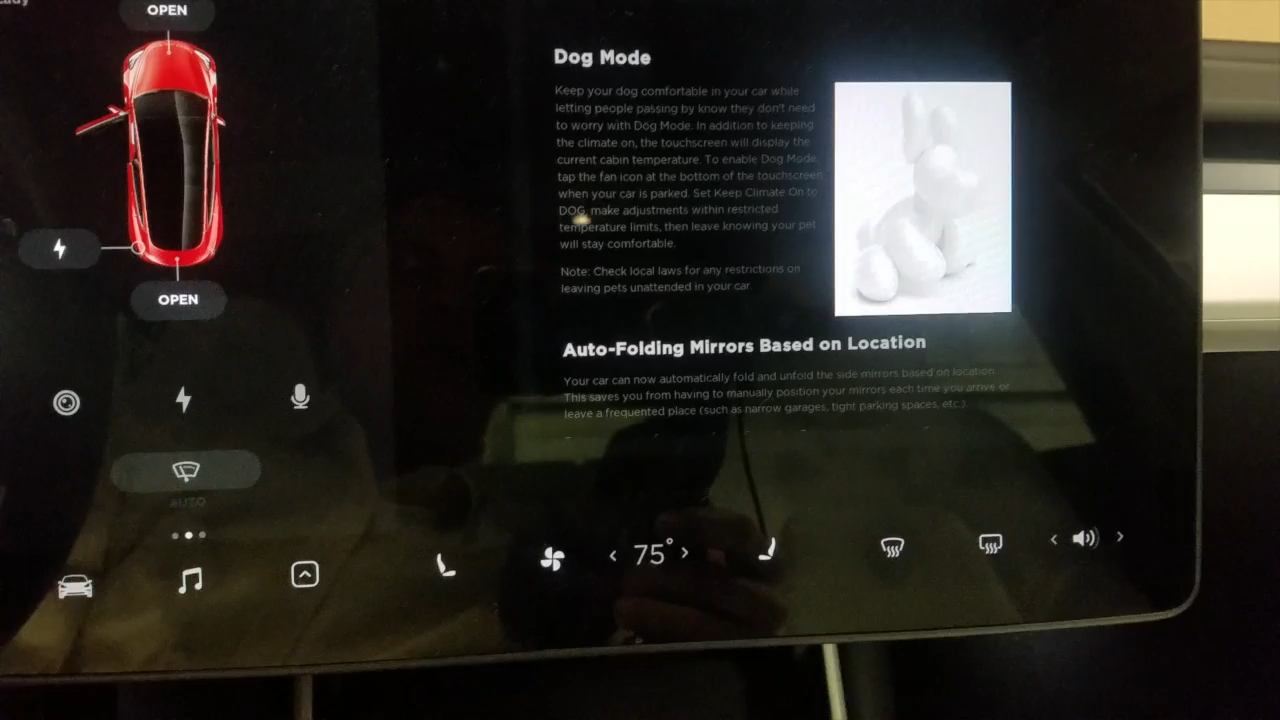 OPEN
OPEN
AUTO
Dog Mode
Keep your dog comfortable in your car while
letting people passing by know they don't need
to worry with Dog Mode. In addition to keeping
the climate on, the touchscreen will display the
current cabin temperature. To enable Dog Mode,
tap the fan icon at the bottom of the touchscreen
when your car is parked. Set Keep Climate On to
DOG, make adjustments within restricted
temperature limits, then leave knowing your pet
will stay comfortable.
Note: Check local laws for any restrictions on
leaving pets unattended in your car.
Auto-Folding Mirrors Based on Location
Your car can now automatically fold and unfold the side mirrors based on location.
This saves you from having to manually position your mirrors each time you arrive or
leave a frequented place (such as narrow garages, tight parking spaces, etc.).
75°